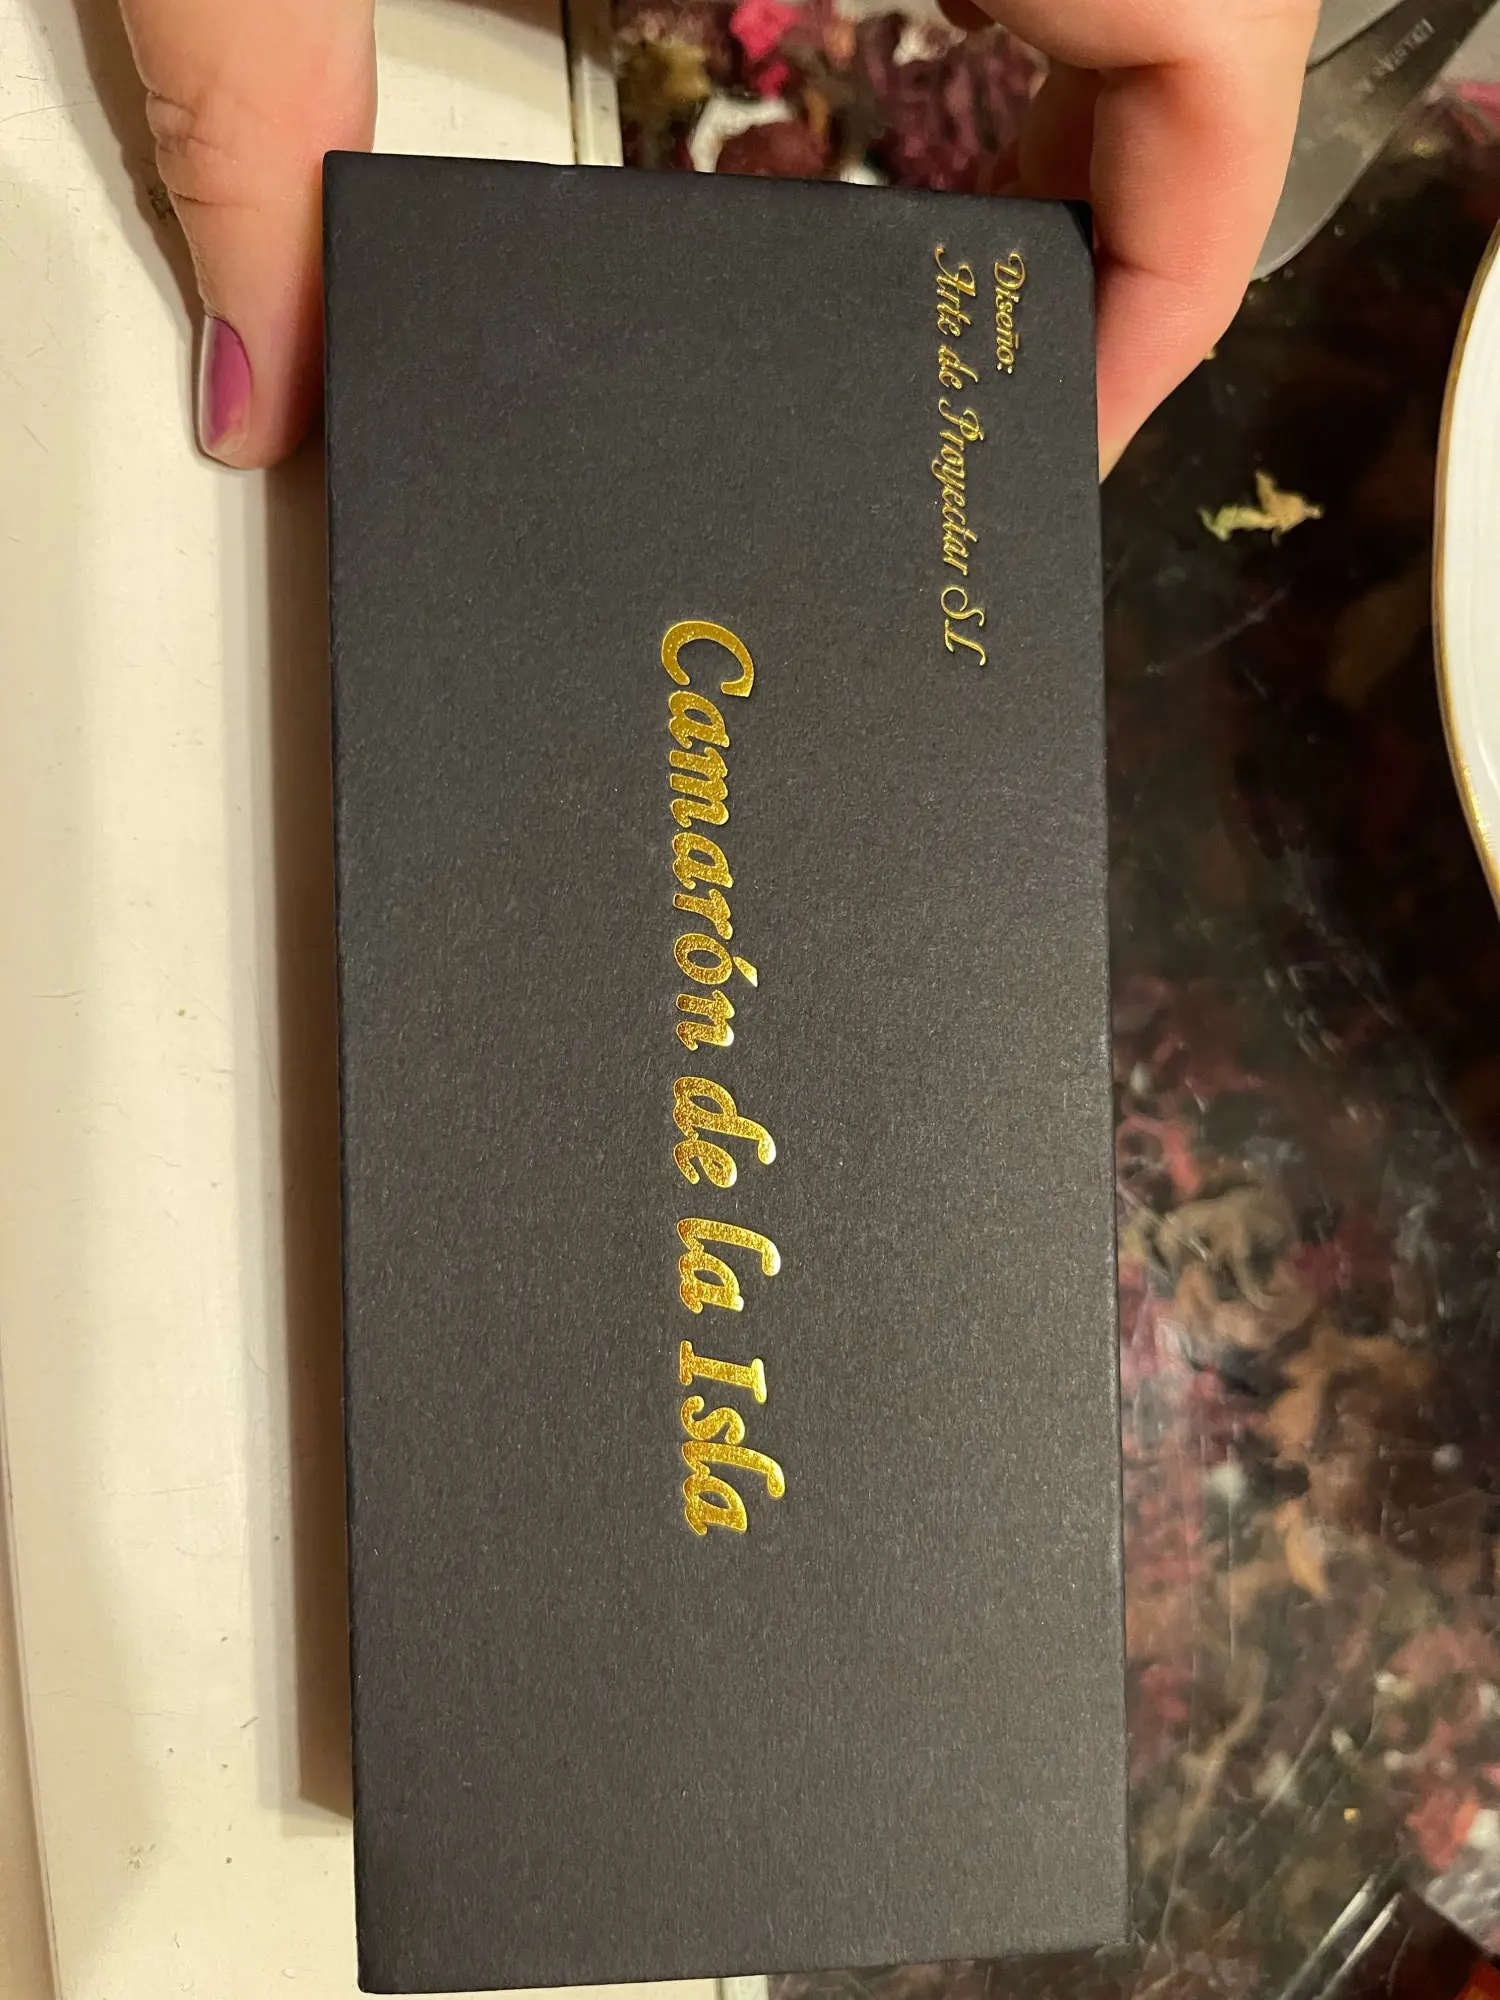 Diseño:
Arte de Proyectar SL
Camarón de la Isla